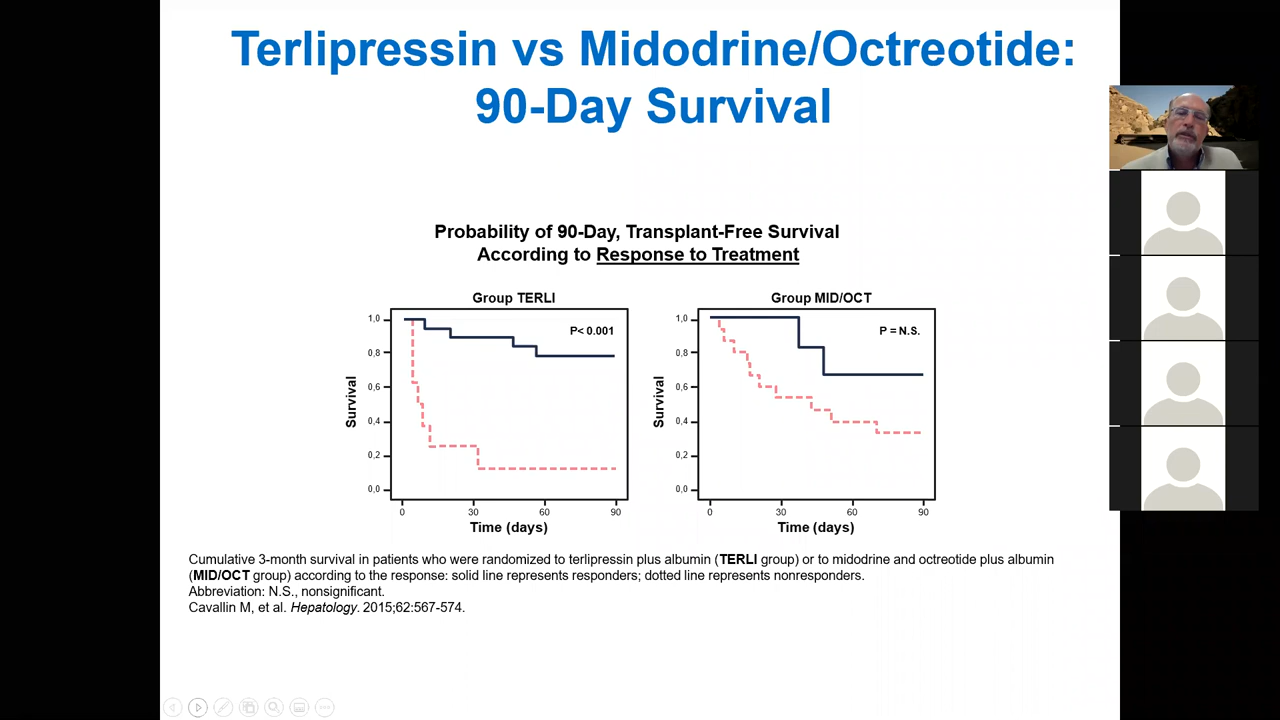 Terlipressin vs Midodrine/Octreotide:
90-Day Survival
Probability of 90-Day, Transplant-Free Survival
According to Response to Treatment
Group TERLI
P< 0.001
Survival
1,0
0,8
0,6
0,4
0,2
0,0
0 30 60 90
Time (days)
Group MID/OCT
P = N.S.
Survival
1,0
0,8
0,6
0,4
0,2
0,0
0 30 60 90
Time (days)
Cumulative 3-month survival in patients who were randomized to terlipressin plus albumin (TERLI group) or to midodrine and octreotide plus albumin
(MID/OCT group) according to the response: solid line represents responders; dotted line represents nonresponders.
Abbreviation: N.S., nonsignificant.
Cavallin M, et al. Hepatology. 2015;62:567-574.